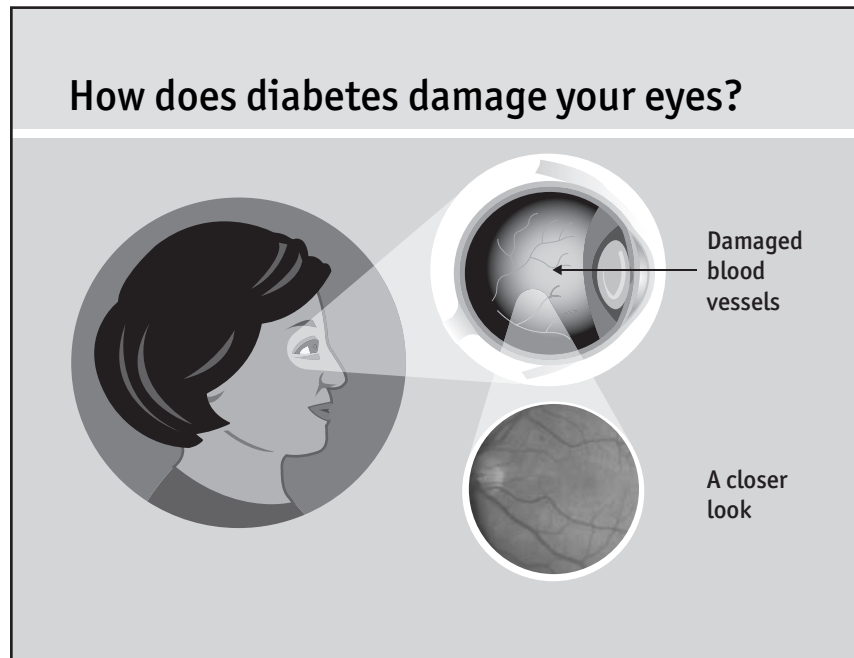 How does diabetes damage your eyes?
Damaged
blood
vessels
A closer
look